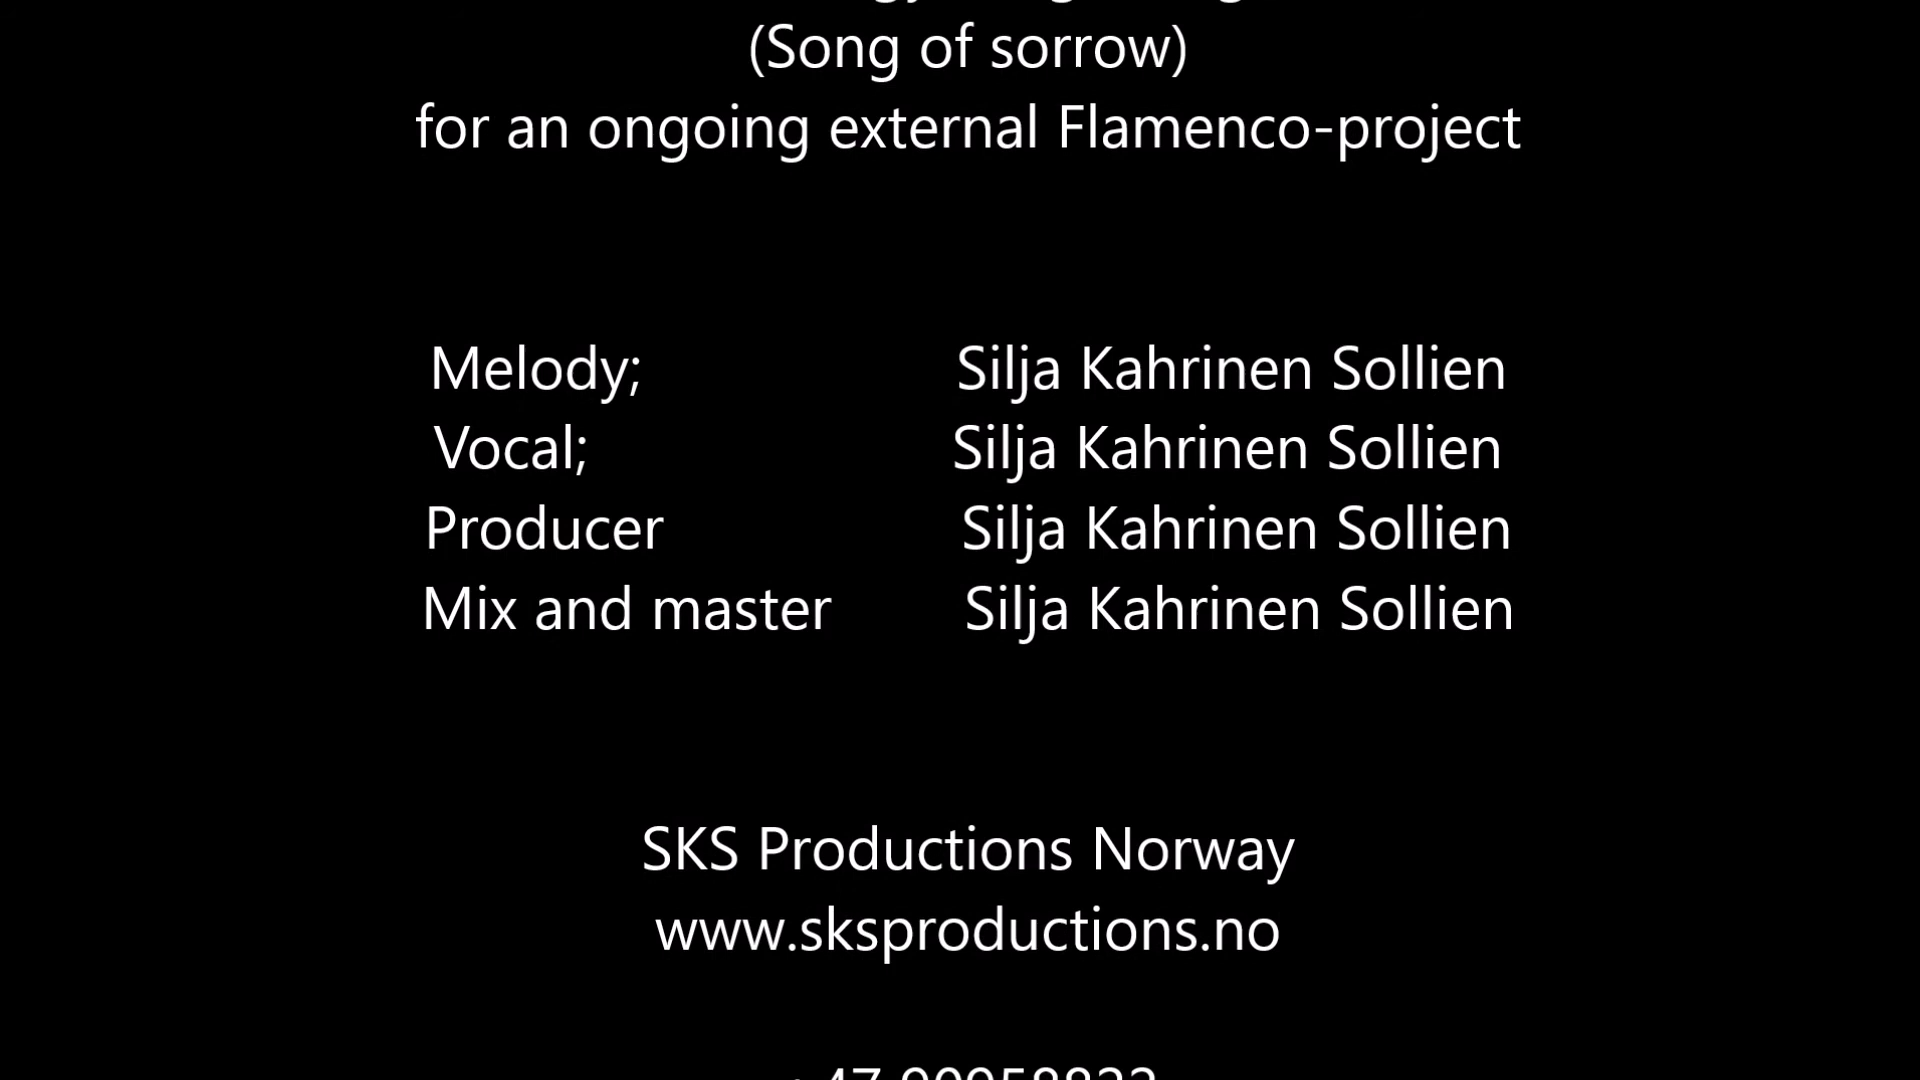 (Song of sorrow)
for an ongoing external Flamenco-project
Melody; Silja Kahrinen Sollien
Vocal; Silja Kahrinen Sollien
Producer Silja Kahrinen Sollien
Mix and master Silja Kahrinen Sollien
SKS Productions Norway
www.sksproductions.no